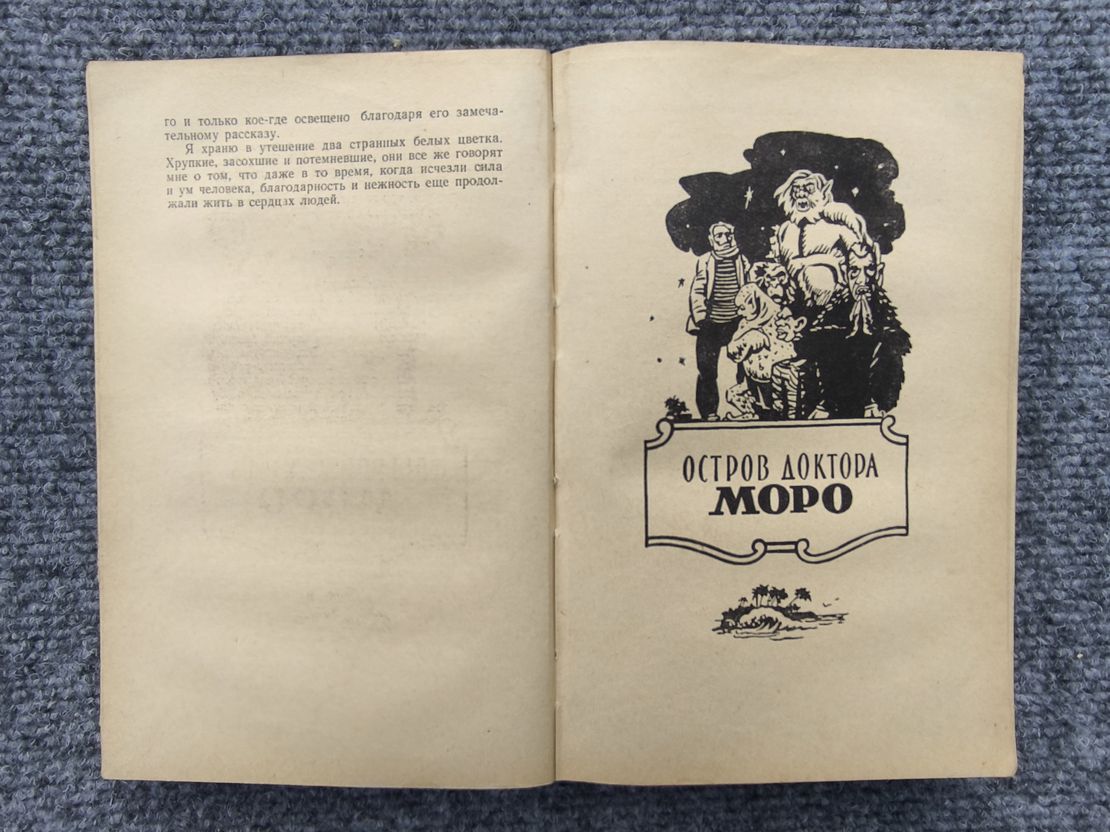 го и только кое-где освещено благодаря его замеча-
тельному рассказу.
Я храню в утешение два странных белых цветка.
Хрупкие, засохшие и потемневшие, они все же говорят
мне о том, что даже в то время, когда исчезли сила
и ум человека, благодарность и нежность еще продол-
жали жить в сердцах людей.
ОСТРОВ ДОКТОРА
МОРО